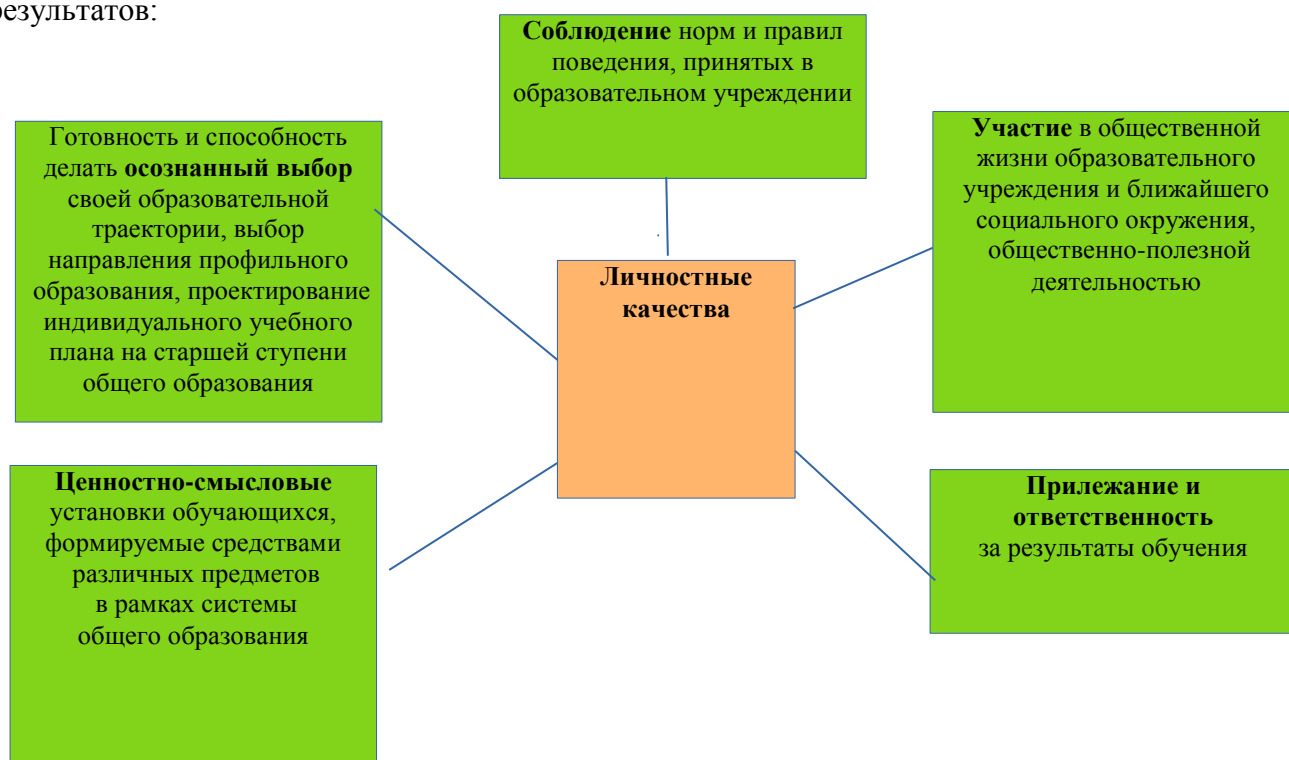 результатов:
Соблюдение норм и правил
поведения, принятых в
образовательном учреждении
Готовность и способность
делать осознанный выбор
своей образовательной
траектории, выбор
направления профильного
образования, проектирование
индивидуального учебного
плана на старшей ступени
общего образования
Участие в общественной
жизни образовательного
учреждения и ближайшего
социального окружения,
общественно-полезной
деятельностью
Личностные
качества
Ценностно-смысловые
установки обучающихся,
формируемые средствами
различных предметов
в рамках системы
общего образования
Прилежание и
ответственность
за результаты обучения